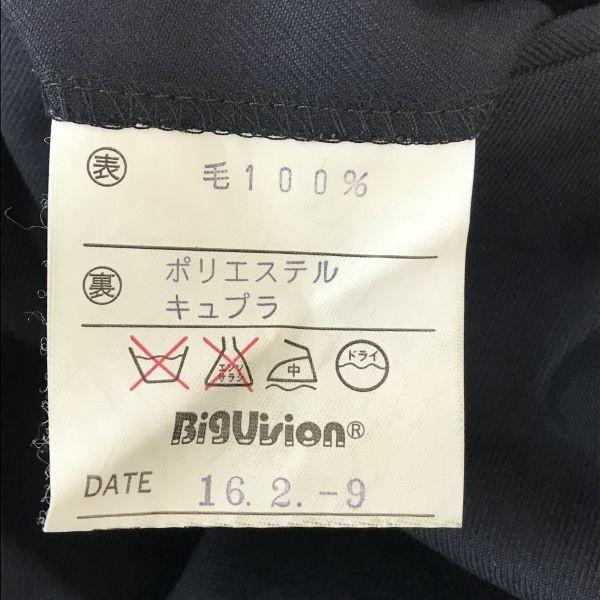 表 毛100%
裏 ポリエステル
キュプラ
エンソサラシ 中 ドライ
BigVision®
DATE 16.2.-9